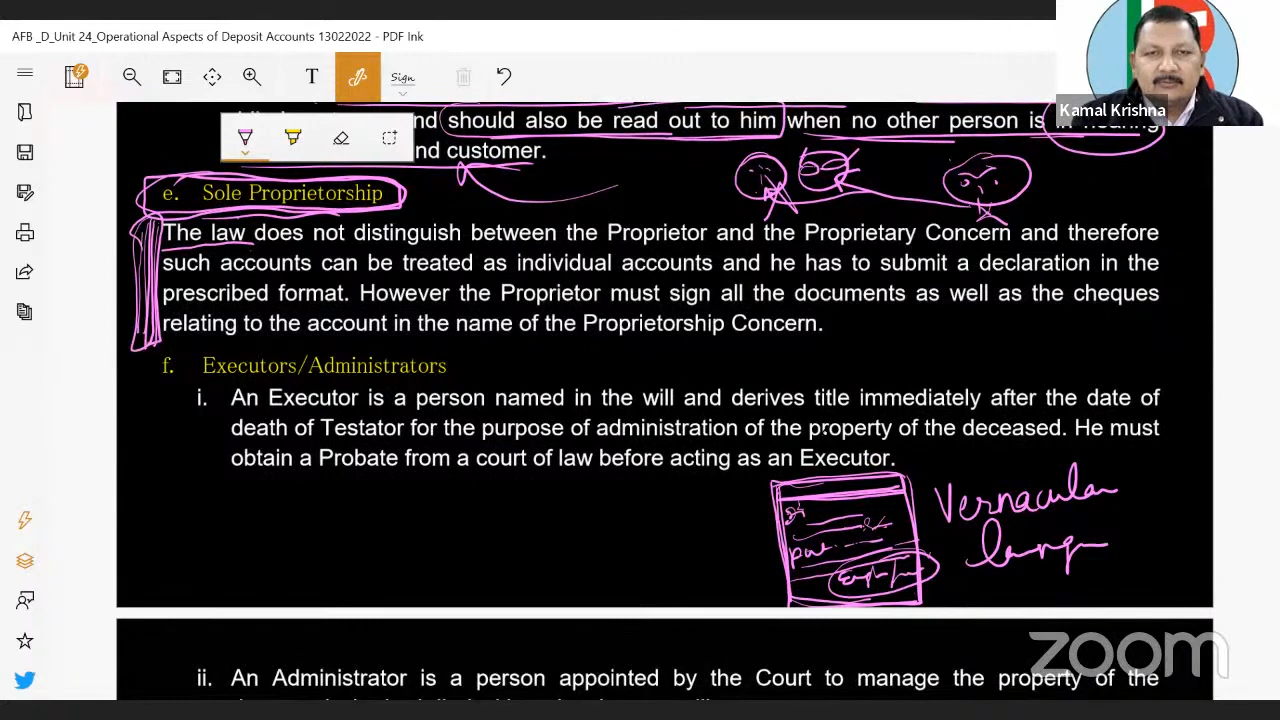 AFB _D_Unit 24_Operational Aspects of Deposit Accounts 13022022 - PDF Ink
T
Sign
Kamal Krishna
nd should also be read out to him when no other person is
nd customer.
e. Sole Proprietorship
The law does not distinguish between the Proprietor and the Proprietary Concern and therefore
such accounts can be treated as individual accounts and he has to submit a declaration in the
prescribed format. However the Proprietor must sign all the documents as well as the cheques
relating to the account in the name of the Proprietorship Concern.
f. Executors/Administrators
i. An Executor is a person named in the will and derives title immediately after the date of
death of Testator for the purpose of administration of the property of the deceased. He must
obtain a Probate from a court of law before acting as an Executor.
Vernacular
ii. An Administrator is a person appointed by the Court to manage the property of the
zoom